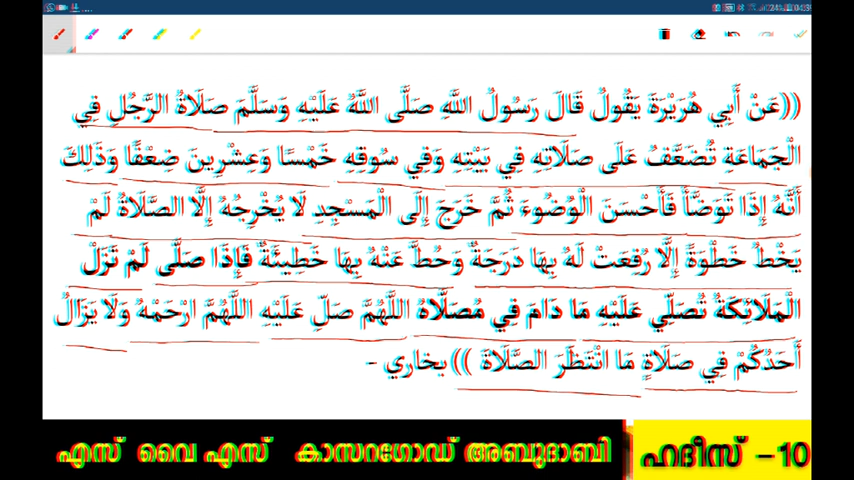 ((عَنْ أَبِي هُرَيْرَةَ يَقُولُ قَالَ رَسُولُ اللَّهِ صَلَّى اللَّهُ عَلَيْهِ وَسَلَّمَ صَلَاةُ الرَّجُلِ فِي
الْجَمَاعَةِ تُضَعَّفُ عَلَى صَلَاتِهِ فِي بَيْتِهِ وَفِي سُوقِهِ خَمْسًا وَعِشْرِينَ ضِعْفًا وَذَلِكَ
أَنَّهُ إِذَا تَوَضَّأَ فَأَحْسَنَ الْوُضُوءَ ثُمَّ خَرَجَ إِلَى الْمَسْجِدِ لَا يُخْرِجُهُ إِلَّا الصَّلَاةُ لَمْ
يَخْطُ خَطْوَةً إِلَّا رُفِعَتْ لَهُ بِهَا دَرَجَةٌ وَحُطَّ عَنْهُ بِهَا خَطِيئَةٌ فَإِذَا صَلَّى لَمْ تَزَلْ
الْمَلَائِكَةُ تُصَلِّي عَلَيْهِ مَا دَامَ فِي مُصَلَّاهُ اللَّهُمَّ صَلِّ عَلَيْهِ اللَّهُمَّ ارْحَمْهُ وَلَا يَزَالُ
أَحَدُكُمْ فِي صَلَاةٍ مَا انْتَظَرَ الصَّلَاةَ )) بخاري -
എസ് വൈ എസ് കാസറഗോഡ് അബുദാബി
ഹദീസ് -10